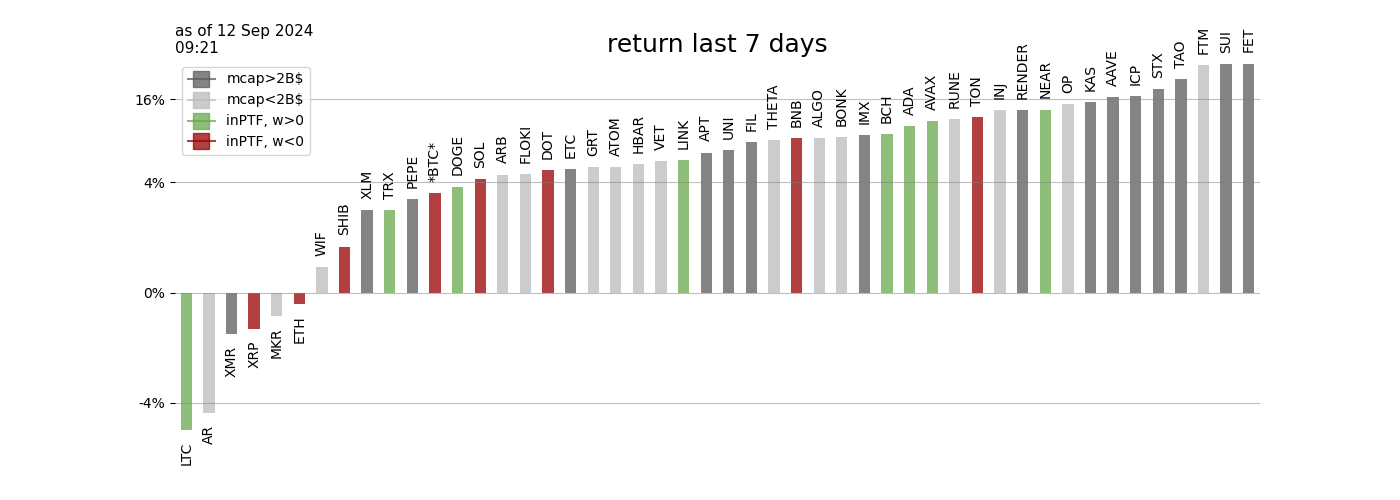 as of 12 Sep 2024
09:21
return last 7 days
mcap>2B$
mcap<2B$
inPTF, w>0
inPTF, w<0
16%
4%
0%
-4%
LTC
AR
XMR
XRP
MKR
ETH
WIF
SHIB
XLM
TRX
PEPE
*BTC*
DOGE
SOL
ARB
FLOKI
DOT
ETC
GRT
ATOM
HBAR
VET
LINK
APT
UNI
FIL
THETA
BNB
ALGO
BONK
IMX
BCH
ADA
AVAX
RUNE
TON
INJ
RENDER
NEAR
OP
KAS
AAVE
ICP
STX
TAO
FTM
SUI
FET